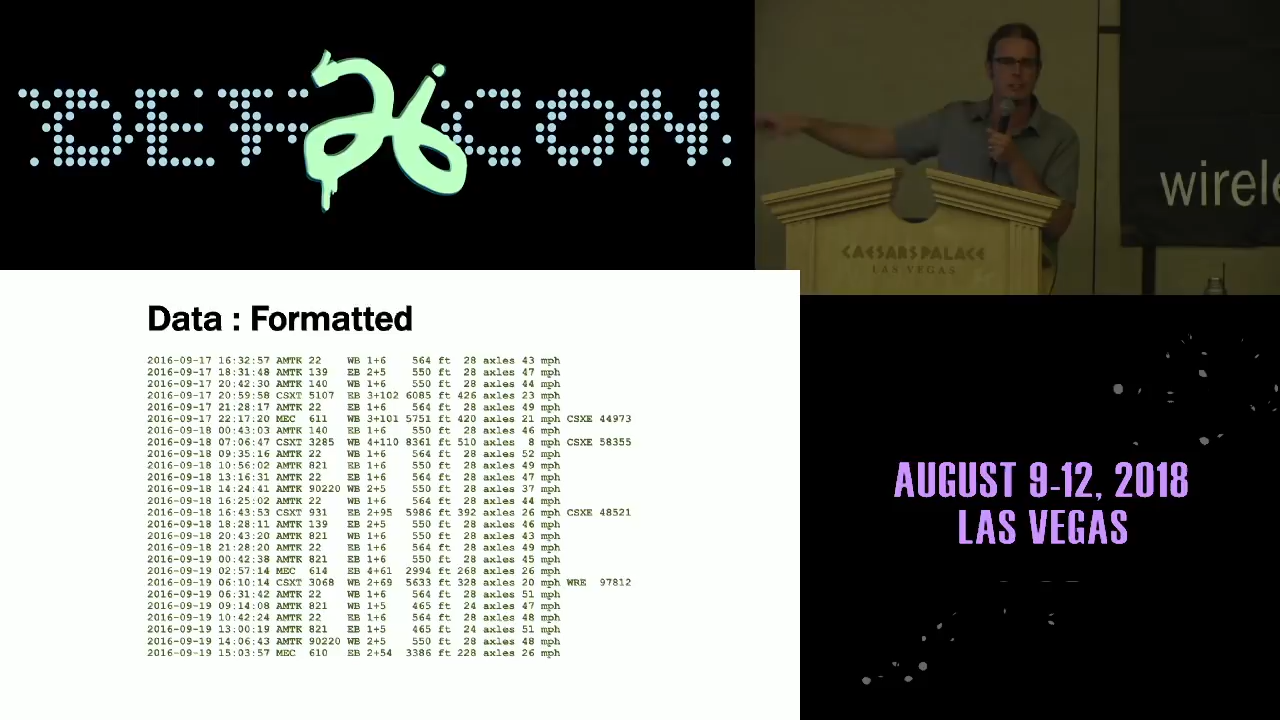 DEF 26 CON
wirele
CAESARS PALACE
LAS VEGAS
Data : Formatted
2016-09-17 16:32:57 AMTK 22 WB 1+6 564 ft 28 axles 43 mph
2016-09-17 18:31:48 AMTK 139 EB 2+5 550 ft 28 axles 47 mph
2016-09-17 20:42:30 AMTK 140 WB 1+6 550 ft 28 axles 44 mph
2016-09-17 20:59:58 CSXT 5107 EB 3+102 6085 ft 426 axles 23 mph
2016-09-17 21:28:17 AMTK 22 EB 1+6 564 ft 28 axles 49 mph
2016-09-17 22:17:20 MEC 611 WB 3+101 5751 ft 420 axles 21 mph CSXE 44973
2016-09-18 00:43:03 AMTK 140 EB 1+6 550 ft 28 axles 46 mph
2016-09-18 07:06:47 CSXT 3285 WB 4+110 8361 ft 510 axles 8 mph CSXE 58355
2016-09-18 09:35:16 AMTK 22 WB 1+6 564 ft 28 axles 52 mph
2016-09-18 10:56:02 AMTK 821 WB 1+6 550 ft 28 axles 49 mph
2016-09-18 13:16:31 AMTK 22 EB 1+6 564 ft 28 axles 47 mph
2016-09-18 14:24:41 AMTK 90220 WB 2+5 550 ft 28 axles 37 mph
2016-09-18 16:25:02 AMTK 22 WB 1+6 564 ft 28 axles 44 mph
2016-09-18 16:43:53 CSXT 931 EB 2+95 5986 ft 392 axles 26 mph CSXE 48521
2016-09-18 18:28:11 AMTK 139 EB 2+5 550 ft 28 axles 46 mph
2016-09-18 20:43:20 AMTK 821 WB 1+6 550 ft 28 axles 43 mph
2016-09-18 21:28:20 AMTK 22 EB 1+6 564 ft 28 axles 49 mph
2016-09-19 00:42:38 AMTK 821 EB 1+6 550 ft 28 axles 45 mph
2016-09-19 02:57:14 MEC 614 EB 4+61 2994 ft 268 axles 26 mph
2016-09-19 06:10:14 CSXT 3068 WB 2+69 5633 ft 328 axles 20 mph WRE 97812
2016-09-19 06:31:42 AMTK 22 WB 1+6 564 ft 28 axles 51 mph
2016-09-19 09:14:08 AMTK 821 WB 1+5 465 ft 24 axles 47 mph
2016-09-19 10:42:24 AMTK 22 EB 1+6 564 ft 28 axles 48 mph
2016-09-19 13:00:19 AMTK 821 EB 1+5 465 ft 24 axles 51 mph
2016-09-19 14:06:43 AMTK 90220 WB 2+5 550 ft 28 axles 48 mph
2016-09-19 15:03:57 MEC 610 EB 2+54 3386 ft 228 axles 26 mph
AUGUST 9-12, 2018
LAS VEGAS